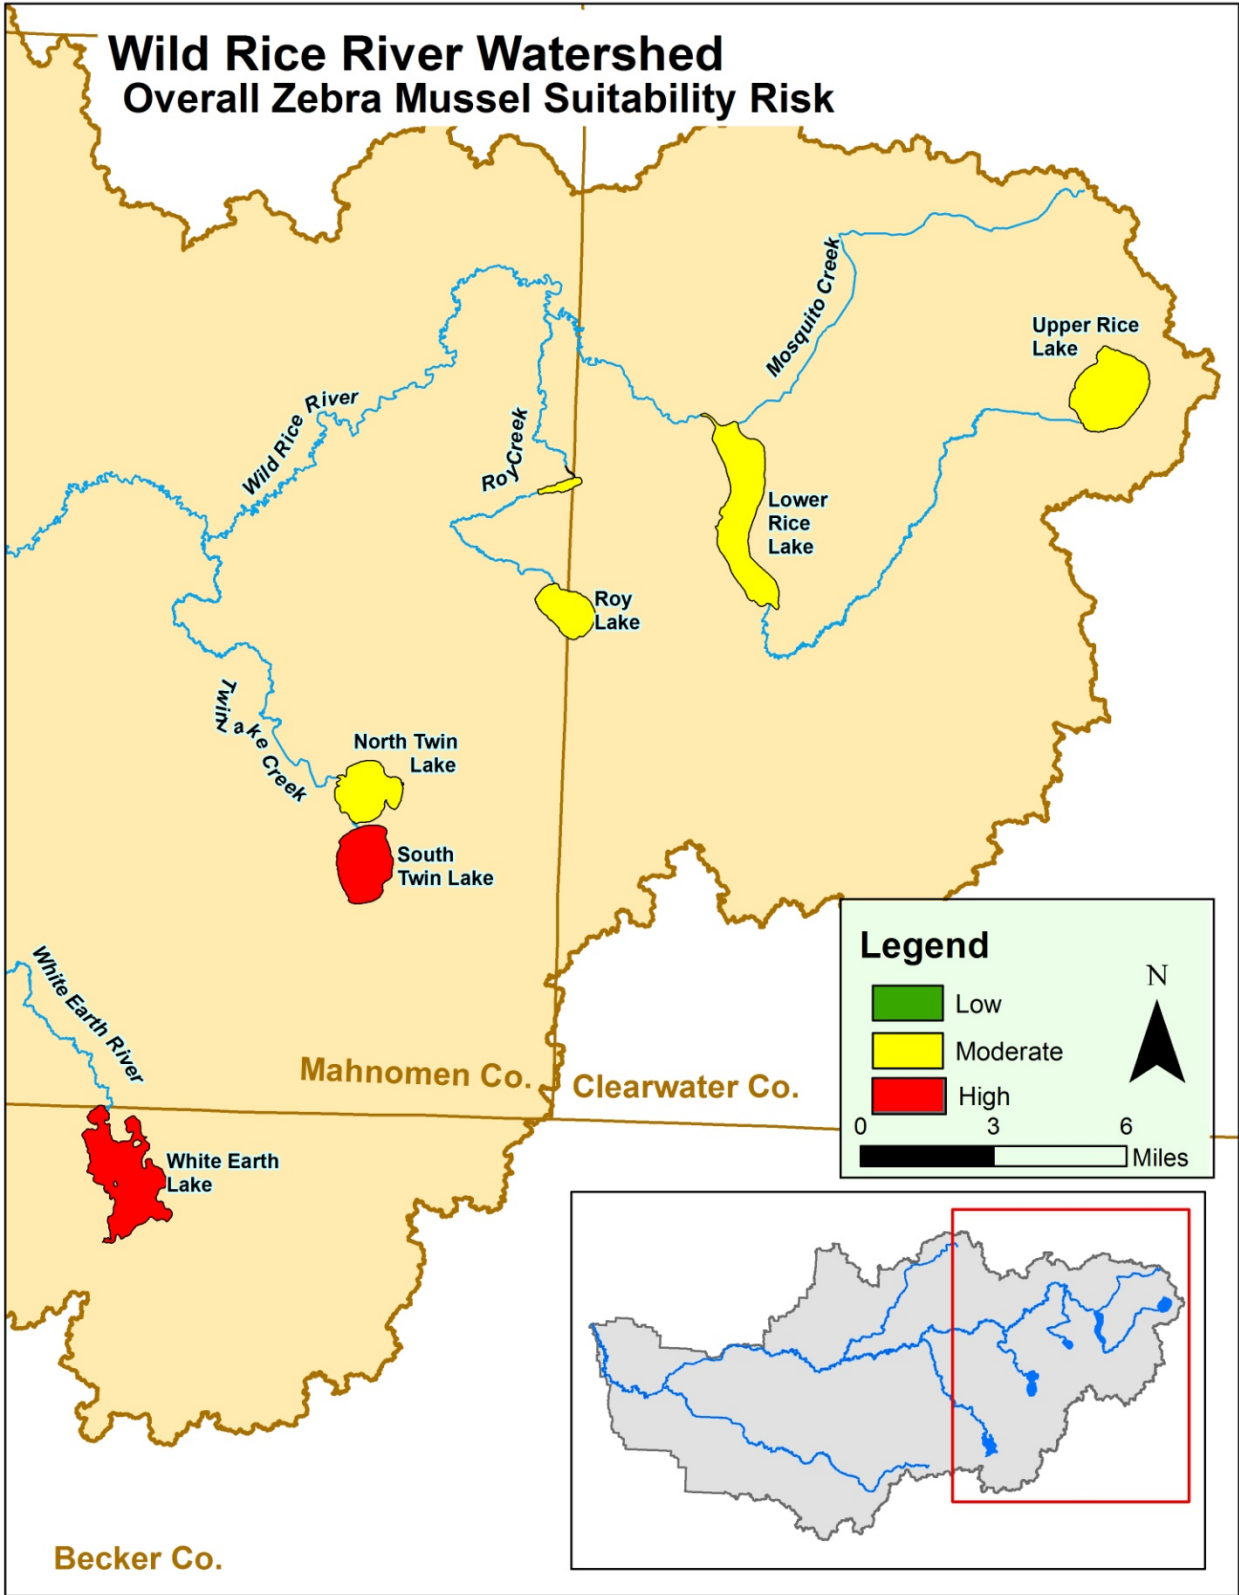 Wild Rice River Watershed
Overall Zebra Mussel Suitability Risk
Mosquito Creek
Upper Rice
Lake
Wild Rice River
Roy Creek
Lower
Rice
Lake
Roy
Lake
Twin Lake Creek
North Twin
Lake
South
Twin Lake
White Earth River
Mahnomen Co.
Clearwater Co.
White Earth
Lake
Legend
Low
Moderate
High
N
0 3 6
Miles
Becker Co.